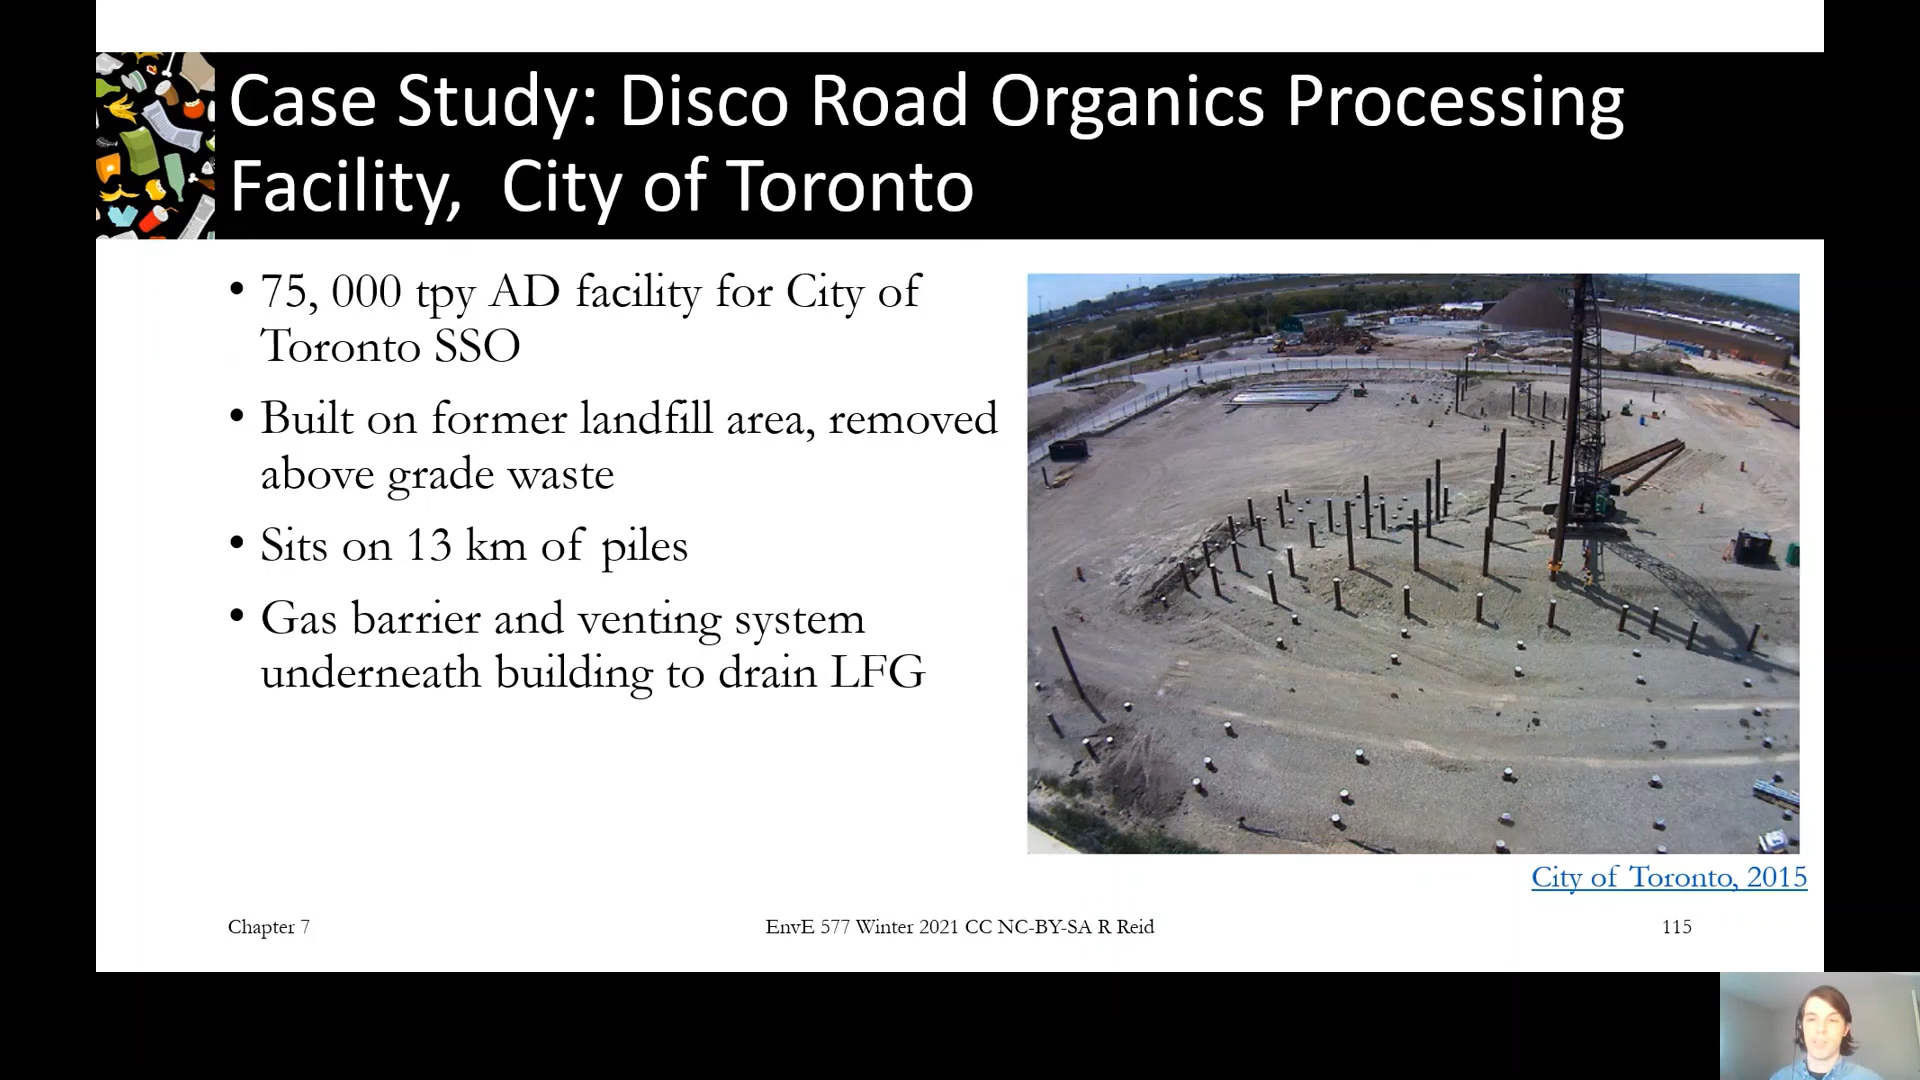 Case Study: Disco Road Organics Processing
Facility,  City of Toronto
• 75, 000 tpy AD facility for City of
Toronto SSO
• Built on former landfill area, removed
above grade waste
• Sits on 13 km of piles
• Gas barrier and venting system
underneath building to drain LFG
City of Toronto, 2015
Chapter 7
EnvE 577 Winter 2021 CC NC-BY-SA R Reid
115